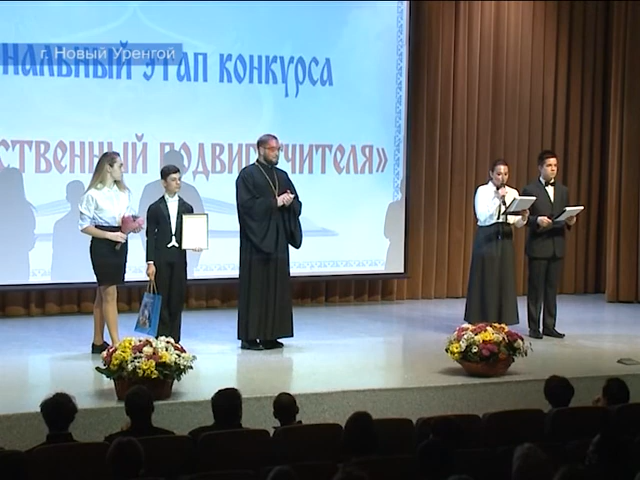 г. Новый Уренгой
нальный этап конкурса
ственный подвиг учителя»